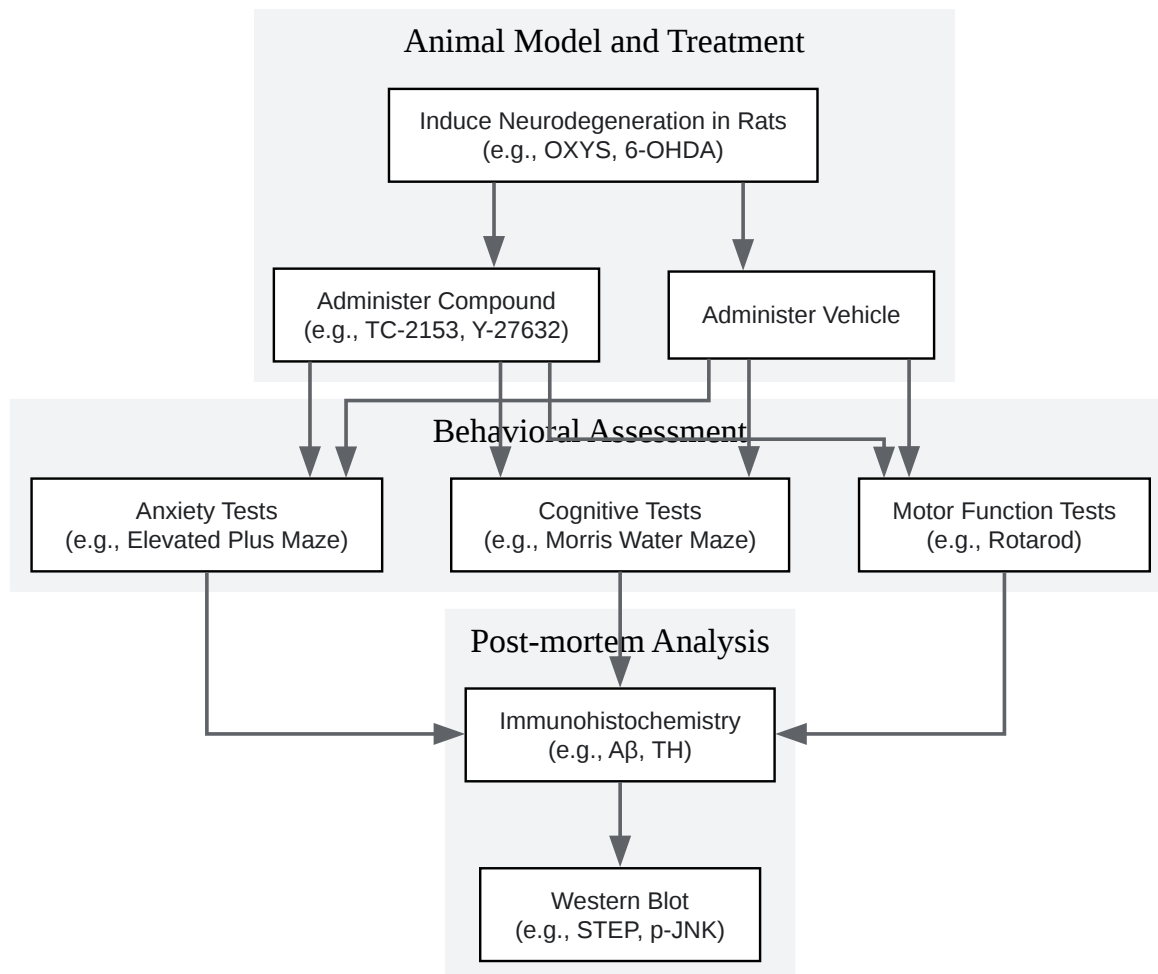 Animal Model and Treatment
Induce Neurodegeneration in Rats
(e.g., OXYS, 6-OHDA)
Administer Compound
(e.g., TC-2153, Y-27632)
Administer Vehicle
Behavioral Assessment
Anxiety Tests
(e.g., Elevated Plus Maze)
Cognitive Tests
(e.g., Morris Water Maze)
Motor Function Tests
(e.g., Rotarod)
Post-mortem Analysis
Immunohistochemistry
(e.g., Aβ, TH)
Western Blot
(e.g., STEP, p-JNK)